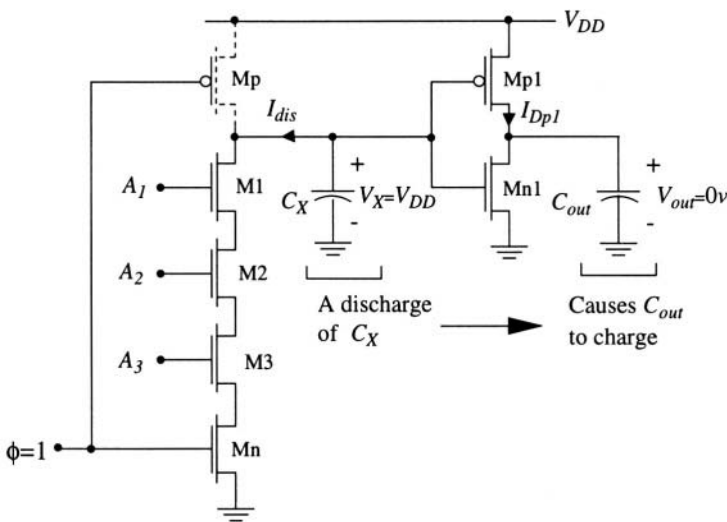 V_DD
Mp
Mp1
I_dis
I_Dp1
A_1
M1
+
C_X
V_X=V_DD
-
Mn1
+
C_out
V_out=0v
-
A_2
M2
A discharge
of C_X
Causes C_out
to charge
A_3
M3
ϕ=1
Mn